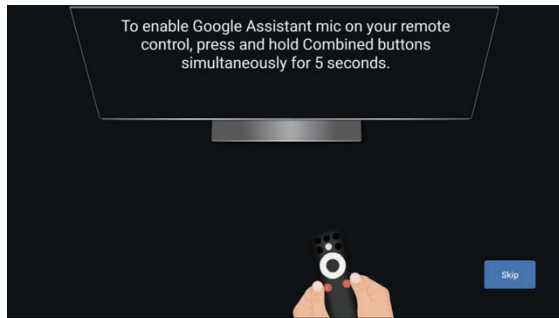 To enable Google Assistant mic on your remote
control, press and hold Combined buttons
simultaneously for 5 seconds.
Skip